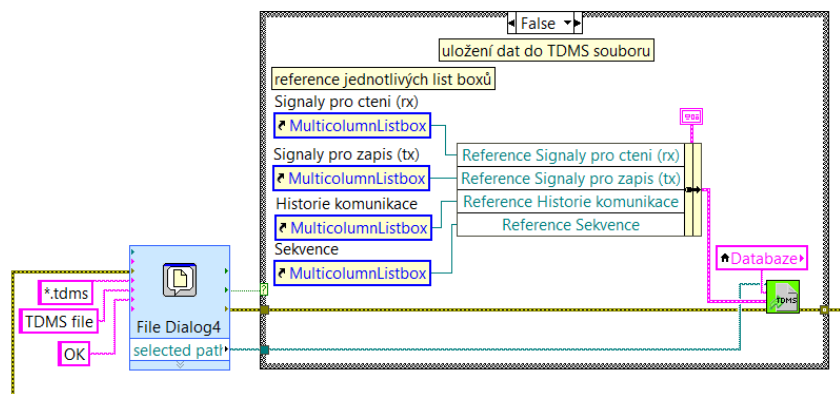 False
uložení dat do TDMS souboru
reference jednotlivých list boxů
Signaly pro cteni (rx)
MulticolumnListbox
Reference Signaly pro cteni (rx)
Signaly pro zapis (tx)
MulticolumnListbox
Reference Signaly pro zapis (tx)
Historie komunikace
MulticolumnListbox
Reference Historie komunikace
Reference Sekvence
Sekvence
MulticolumnListbox
Databaze
*.tdms
TDMS file
OK
File Dialog4
selected path
?
TDMS